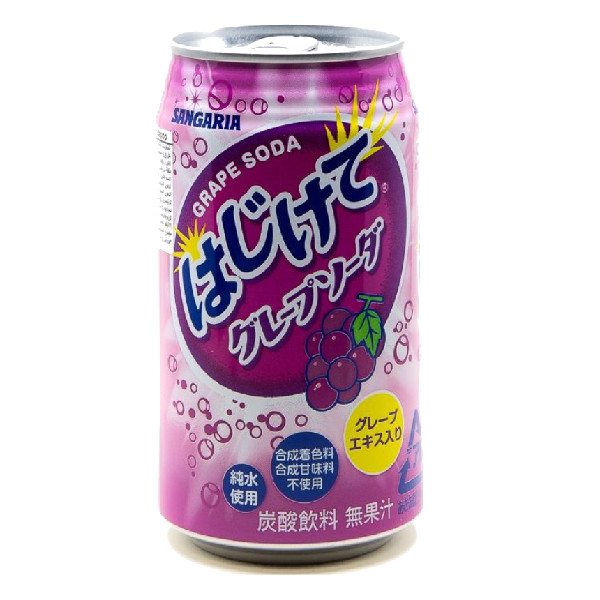 SANGARIA
GRAPE SODA
はじけて®
グレープソーダ
グレープ
エキス入り
合成着色料
合成甘味料
不使用
純水
使用
炭酸飲料 無果汁